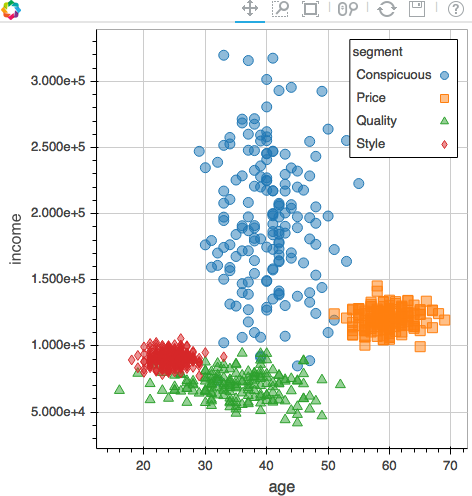 segment
Conspicuous
Price
Quality
Style
3.000e+5
2.500e+5
2.000e+5
1.500e+5
1.000e+5
5.000e+4
income
20 30 40 50 60 70
age